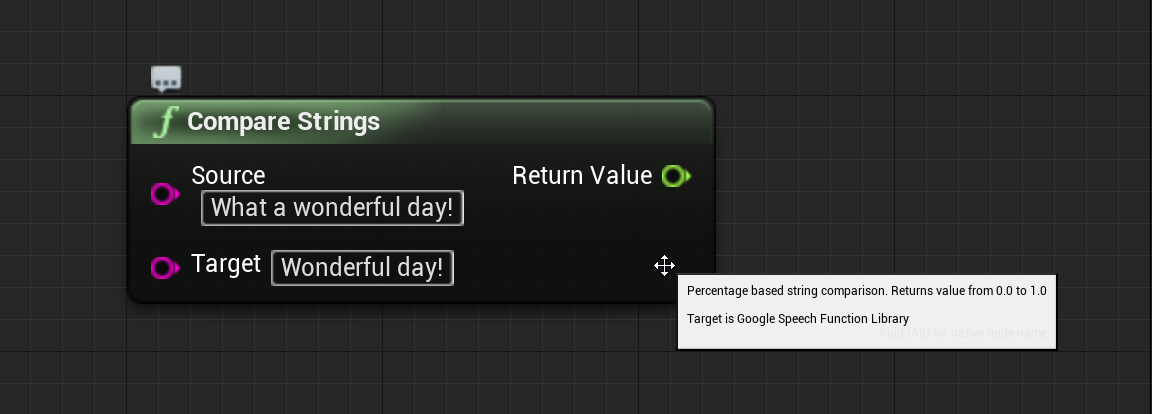 Compare Strings
Source
Return Value
What a wonderful day!
Target
Wonderful day!
Percentage based string comparison. Returns value from 0.0 to 1.0
Target is Google Speech Function Library
hold (Alt) for native node name